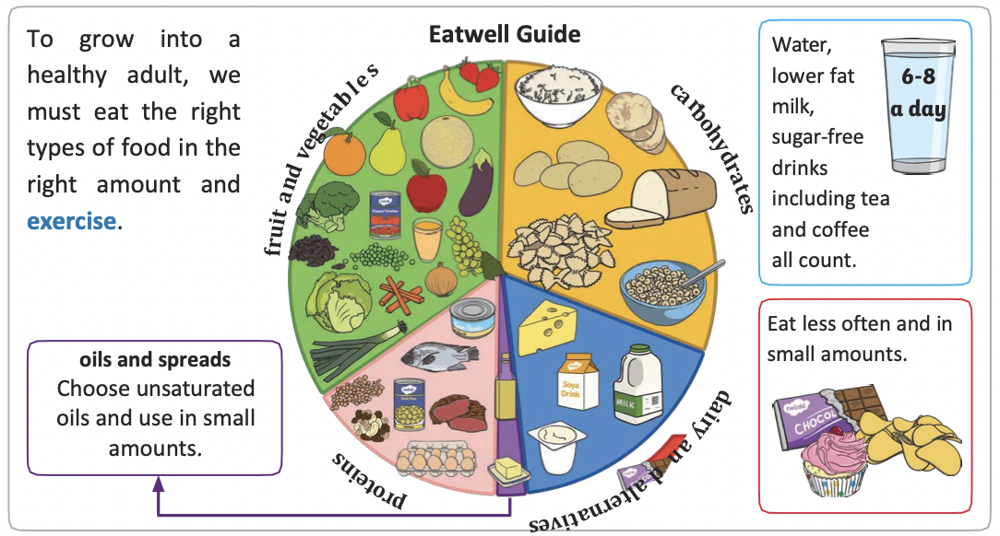 Eatwell Guide
To grow into a
healthy adult, we
must eat the right
types of food in the
right amount and
exercise.
fruit and vegetables
carbohydrates
Water,
lower fat
milk,
sugar-free
drinks
including tea
and coffee
all count.
6-8
a day
Eat less often and in
small amounts.
twinkl
CHOCOL
oils and spreads
Choose unsaturated
oils and use in small
amounts.
proteins
dairy and alternatives
Soya
Drink
MILK